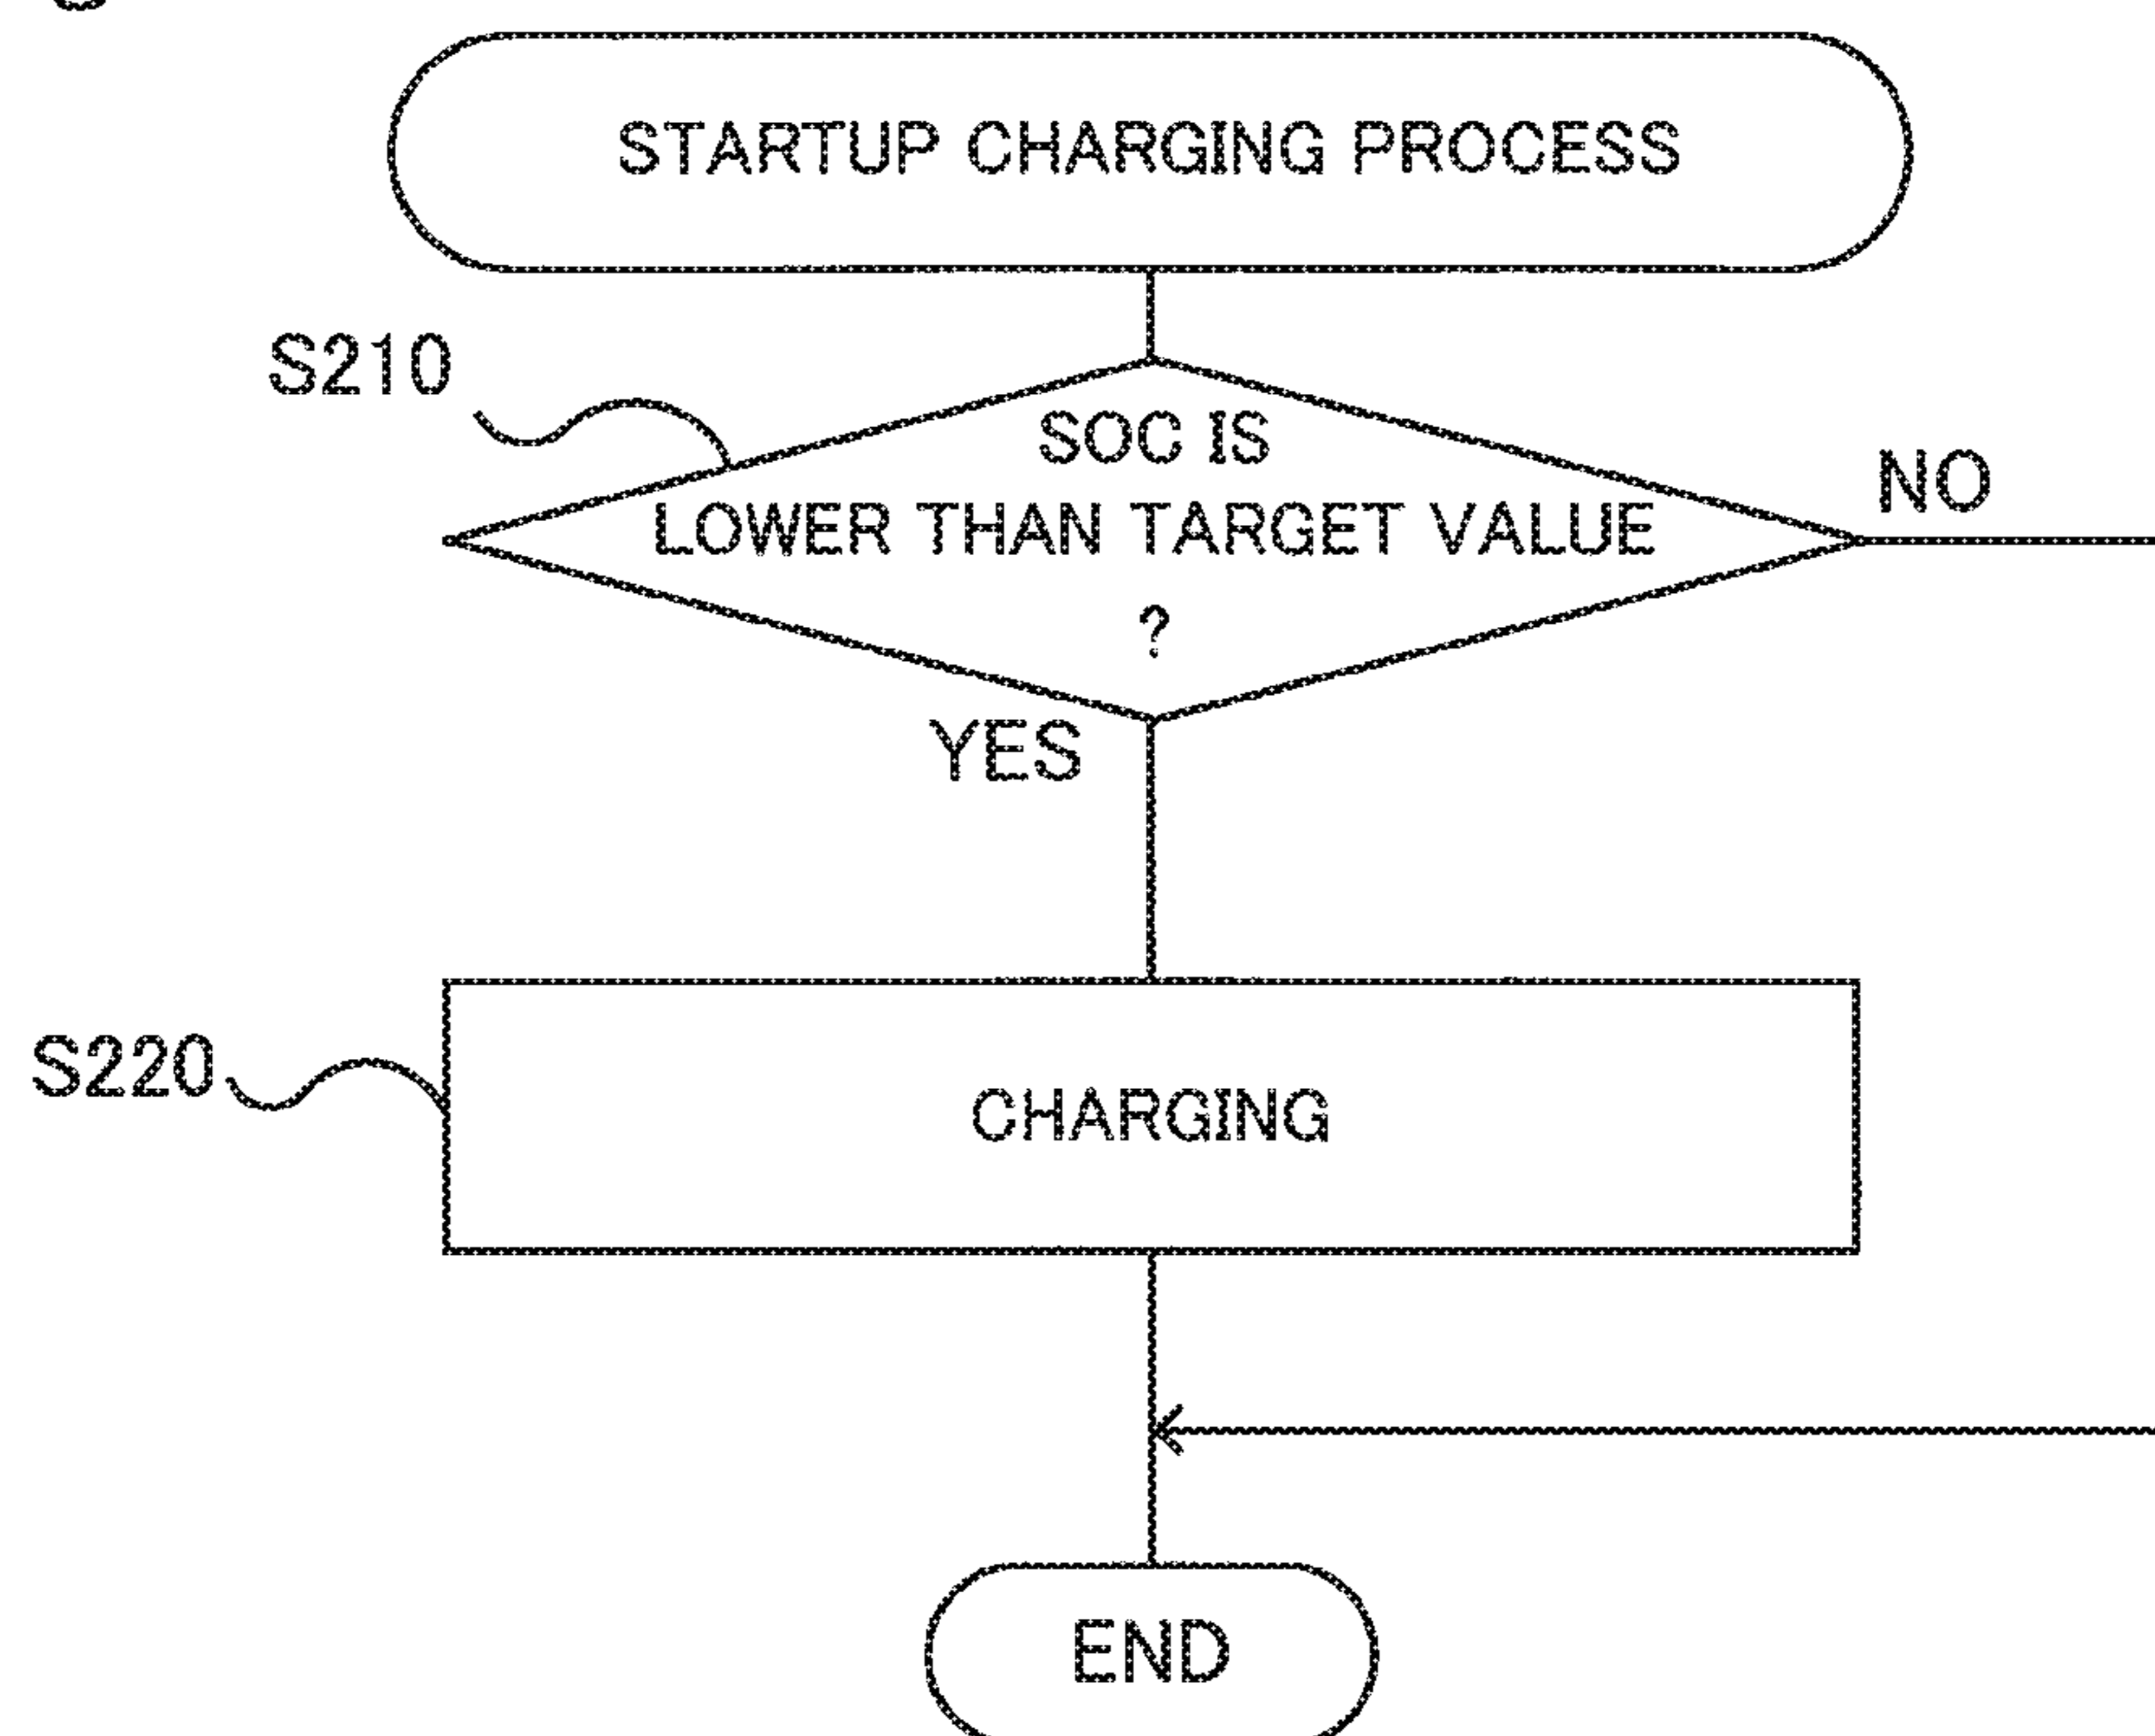 STARTUP CHARGING PROCESS
S210
SOC IS
LOWER THAN TARGET VALUE
?
NO
YES
S220
CHARGING
END